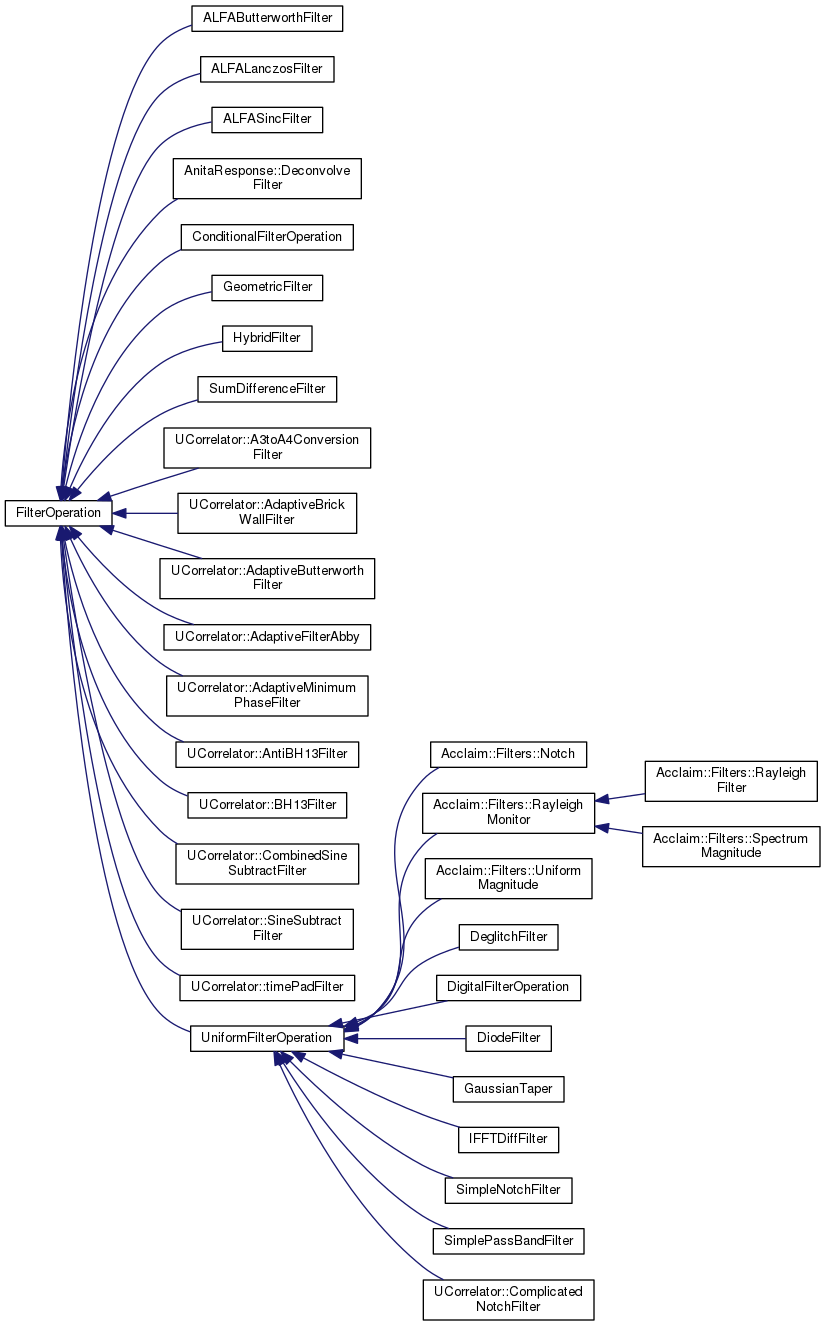 ALFAButterworthFilter
ALFALanczosFilter
ALFASincFilter
AnitaResponse::Deconvolve
Filter
ConditionalFilterOperation
GeometricFilter
HybridFilter
SumDifferenceFilter
UCorrelator::A3toA4Conversion
Filter
FilterOperation
UCorrelator::AdaptiveBrick
WallFilter
UCorrelator::AdaptiveButterworth
Filter
UCorrelator::AdaptiveFilterAbby
UCorrelator::AdaptiveMinimum
PhaseFilter
UCorrelator::AntiBH13Filter
UCorrelator::BH13Filter
UCorrelator::CombinedSine
SubtractFilter
UCorrelator::SineSubtract
Filter
UCorrelator::timePadFilter
UniformFilterOperation
Acclaim::Filters::Notch
Acclaim::Filters::Rayleigh
Monitor
Acclaim::Filters::Rayleigh
Filter
Acclaim::Filters::Spectrum
Magnitude
Acclaim::Filters::Uniform
Magnitude
DeglitchFilter
DigitalFilterOperation
DiodeFilter
GaussianTaper
IFFTDiffFilter
SimpleNotchFilter
SimplePassBandFilter
UCorrelator::Complicated
NotchFilter